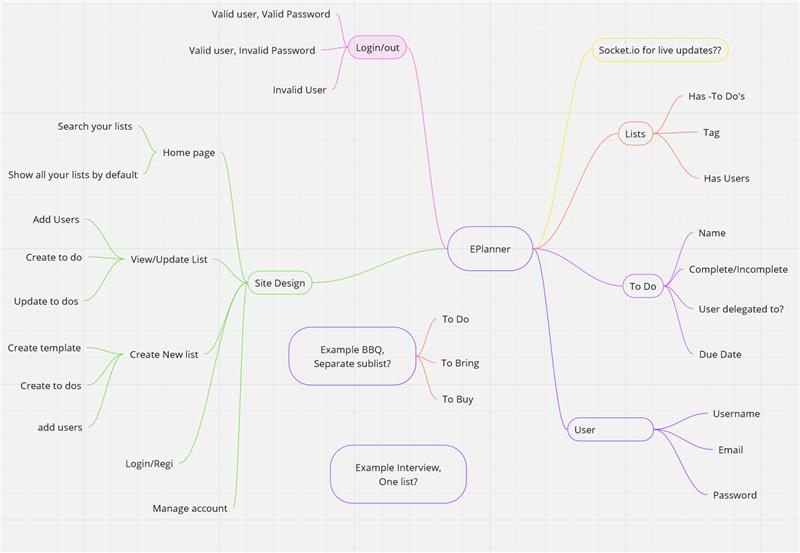 Valid user, Valid Password
Valid user, Invalid Password
Invalid User
Login/out
Socket.io for live updates??
Lists
Has -To Do's
Tag
Has Users
Search your lists
Show all your lists by default
Home page
Add Users
Create to do
Update to dos
View/Update List
Site Design
EPlanner
To Do
Name
Complete/Incomplete
User delegated to?
Due Date
Create template
Create to dos
add users
Create New list
Login/Regi
Manage account
Example BBQ,
Separate sublist?
To Do
To Bring
To Buy
Example Interview,
One list?
User
Username
Email
Password